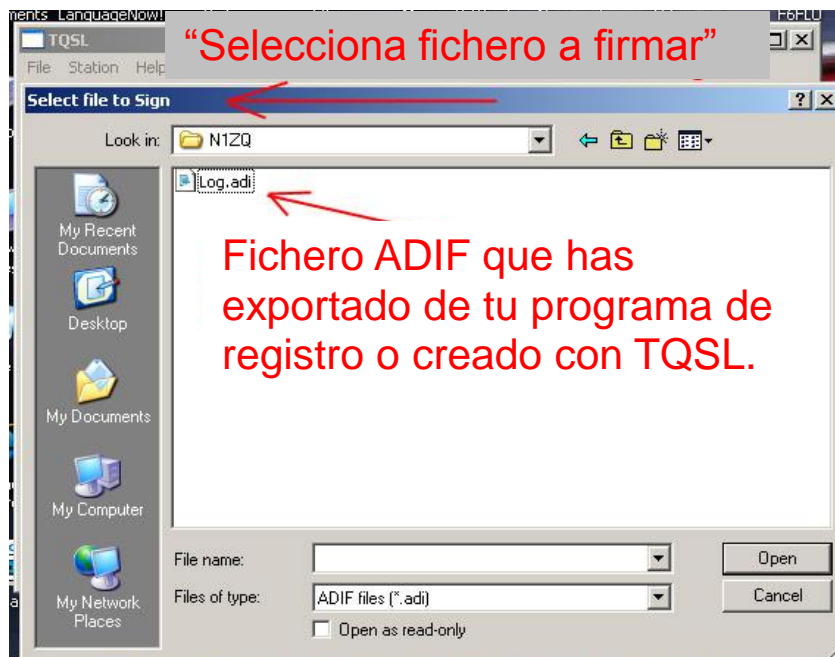 ments LanguageNow!
F6FLU
TQSL
“Selecciona fichero a firmar”
File Station Help
Select file to Sign
Look in: N1ZQ
Log.adi
My Recent
Documents
Fichero ADIF que has
exportado de tu programa de
registro o creado con TQSL.
Desktop
My Documents
My Computer
My Network
Places
File name:
Open
Files of type: ADIF files (*.adi)
Cancel
Open as read-only